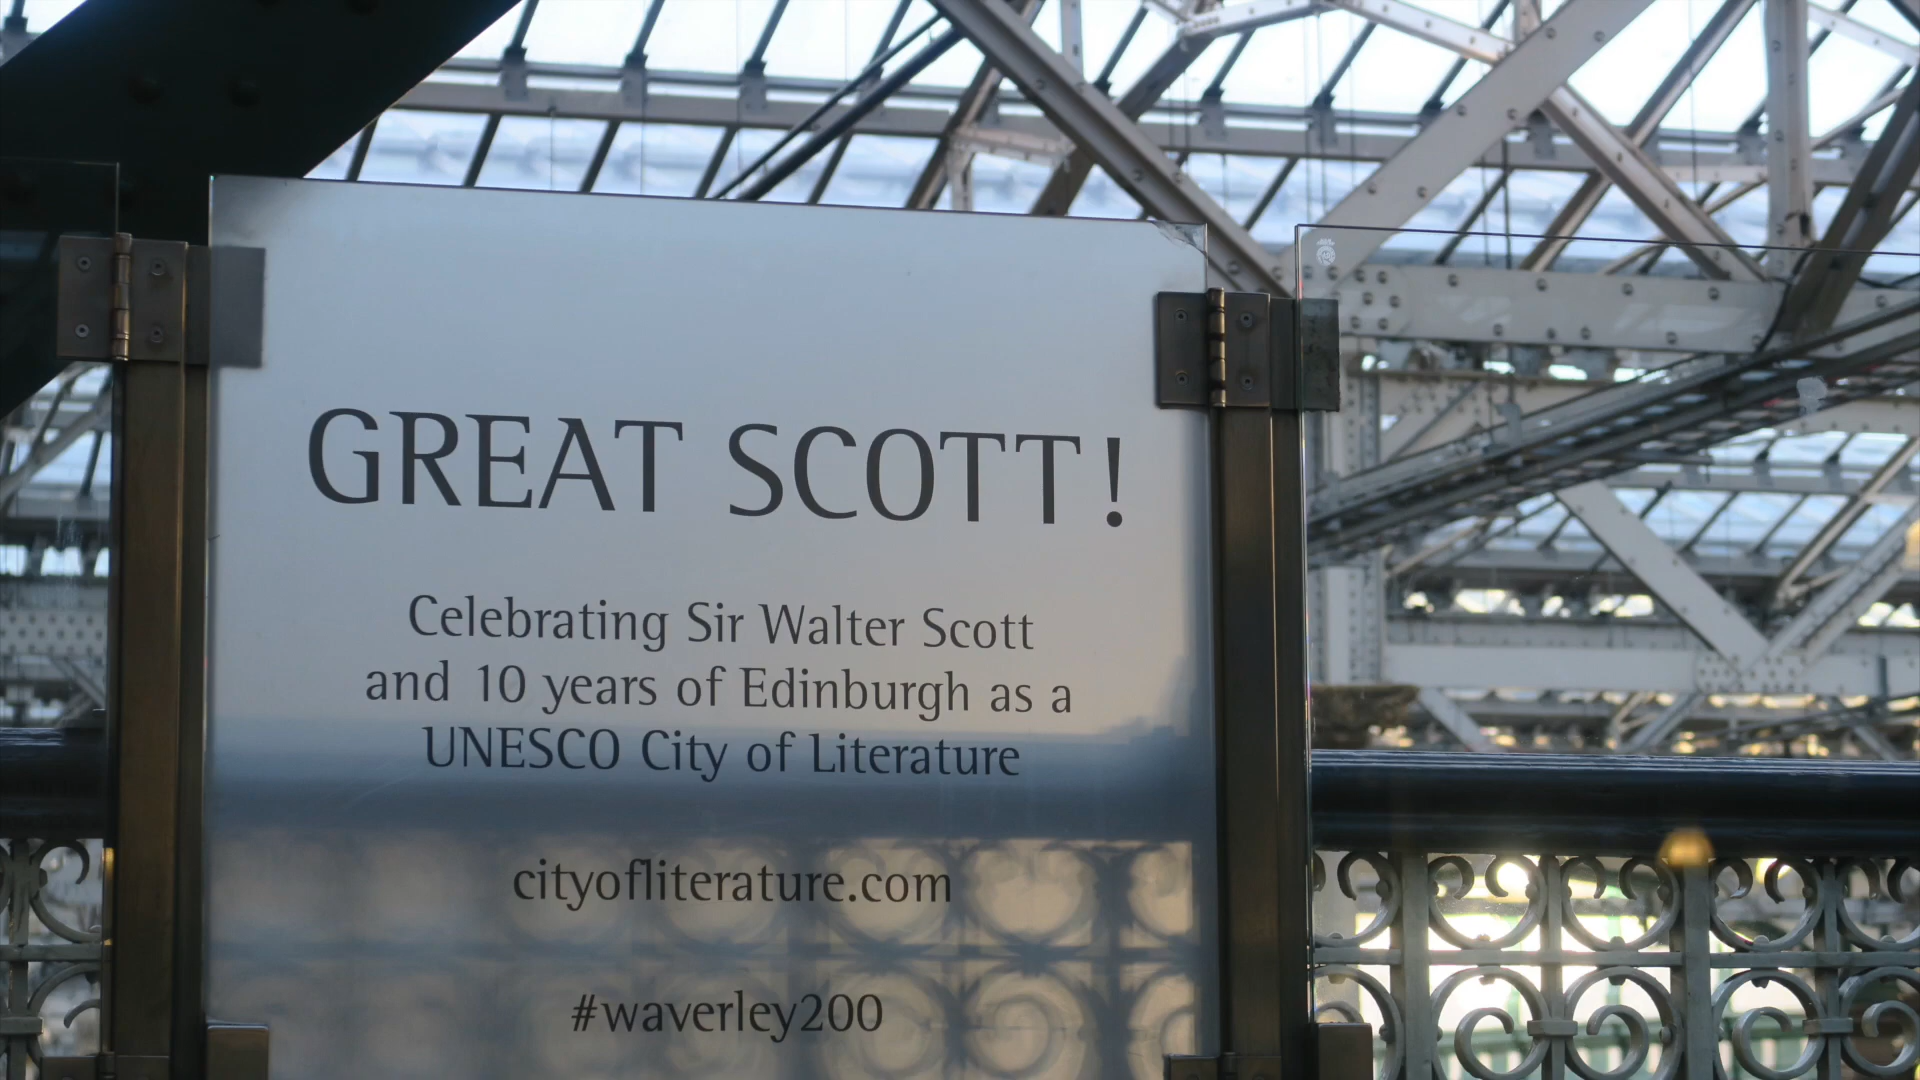 GREAT SCOTT!
Celebrating Sir Walter Scott
and 10 years of Edinburgh as a
UNESCO City of Literature
cityofliterature.com
#waverley200